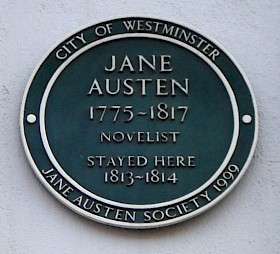 CITY OF WESTMINSTER
JANE
AUSTEN
1775~1817
NOVELIST
STAYED HERE
1813~1814
JANE AUSTEN SOCIETY 1999